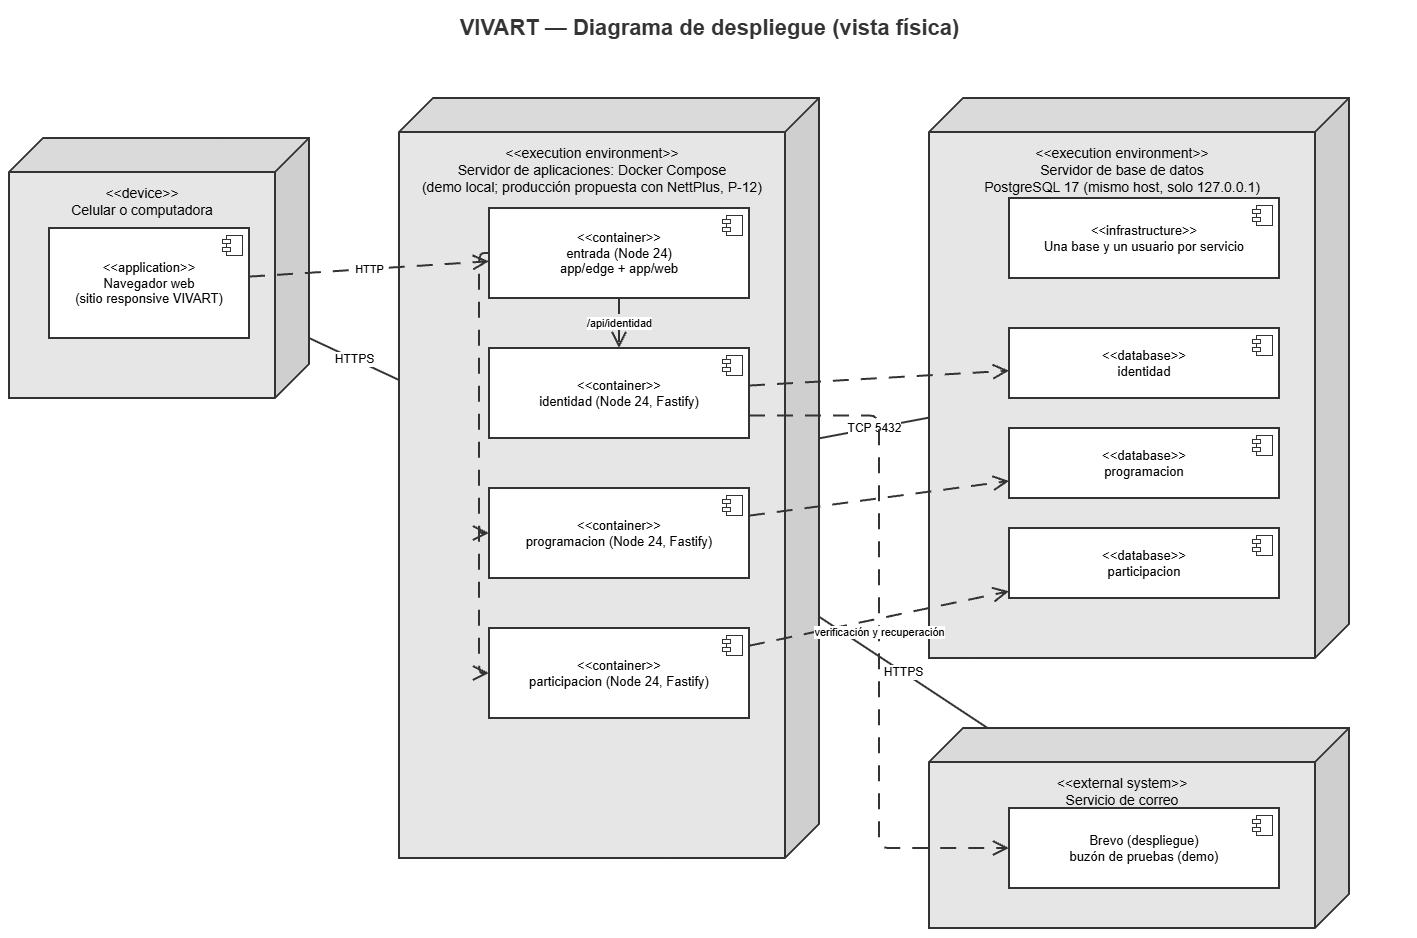 VIVART — Diagrama de despliegue (vista física)
<<device>>
Celular o computadora
<<application>>
Navegador web
(sitio responsive VIVART)
HTTP
HTTPS
<<execution environment>>
Servidor de aplicaciones: Docker Compose
(demo local; producción propuesta con NettPlus, P-12)
<<container>>
entrada (Node 24)
app/edge + app/web
/api/identidad
<<container>>
identidad (Node 24, Fastify)
<<container>>
programacion (Node 24, Fastify)
<<container>>
participacion (Node 24, Fastify)
TCP 5432
verificación y recuperación
HTTPS
<<execution environment>>
Servidor de base de datos
PostgreSQL 17 (mismo host, solo 127.0.0.1)
<<infrastructure>>
Una base y un usuario por servicio
<<database>>
identidad
<<database>>
programacion
<<database>>
participacion
<<external system>>
Servicio de correo
Brevo (despliegue)
buzón de pruebas (demo)